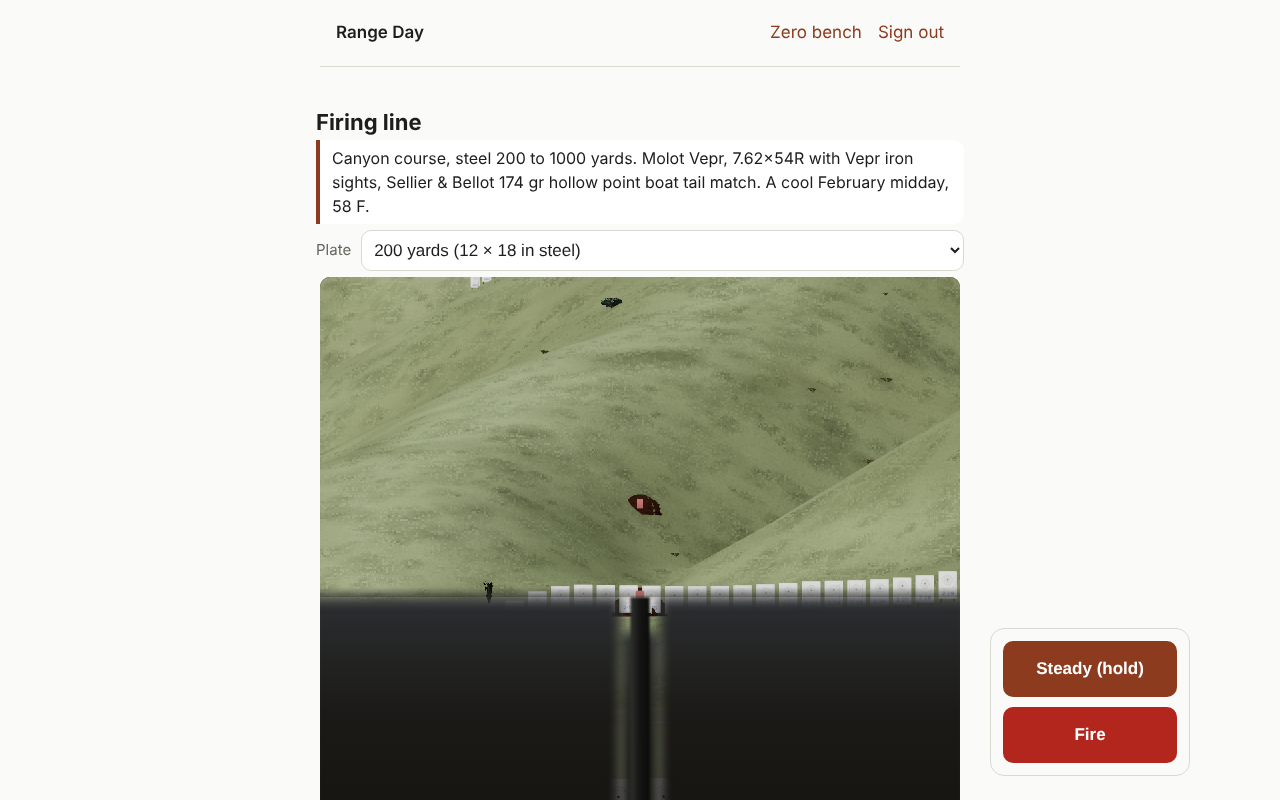 Range Day
Zero bench Sign out
Firing line
Canyon course, steel 200 to 1000 yards. Molot Vepr, 7.62×54R with Vepr iron
sights, Sellier & Bellot 174 gr hollow point boat tail match. A cool February midday,
58 F.
Plate 200 yards (12 × 18 in steel)
Steady (hold)
Fire